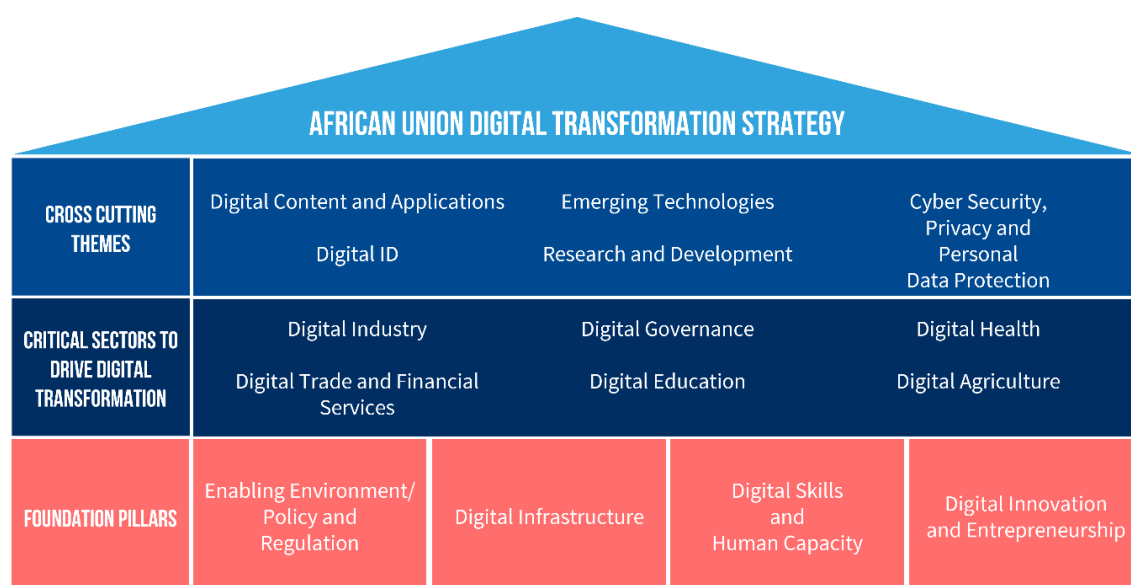 AFRICAN UNION DIGITAL TRANSFORMATION STRATEGY
CROSS CUTTING
THEMES
Digital Content and Applications
Digital ID
Emerging Technologies
Research and Development
Cyber Security,
Privacy and
Personal
Data Protection
CRITICAL SECTORS TO
DRIVE DIGITAL
TRANSFORMATION
Digital Industry
Digital Trade and Financial
Services
Digital Governance
Digital Education
Digital Health
Digital Agriculture
FOUNDATION PILLARS
Enabling Environment/
Policy and
Regulation
Digital Infrastructure
Digital Skills
and
Human Capacity
Digital Innovation
and Entrepreneurship